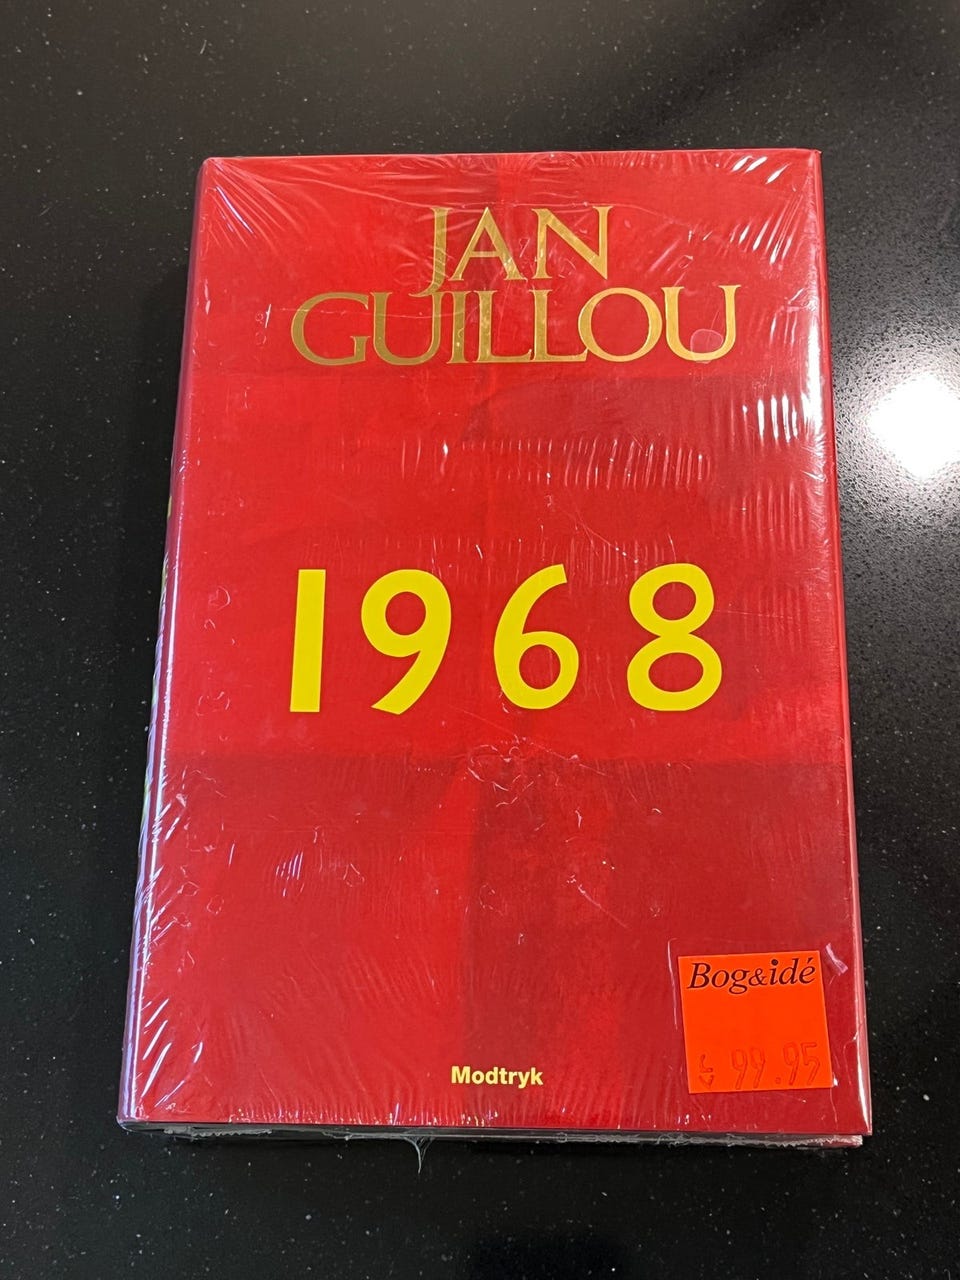 JAN
GUILLOU
1968
Modtryk
Bog&idé
99.95